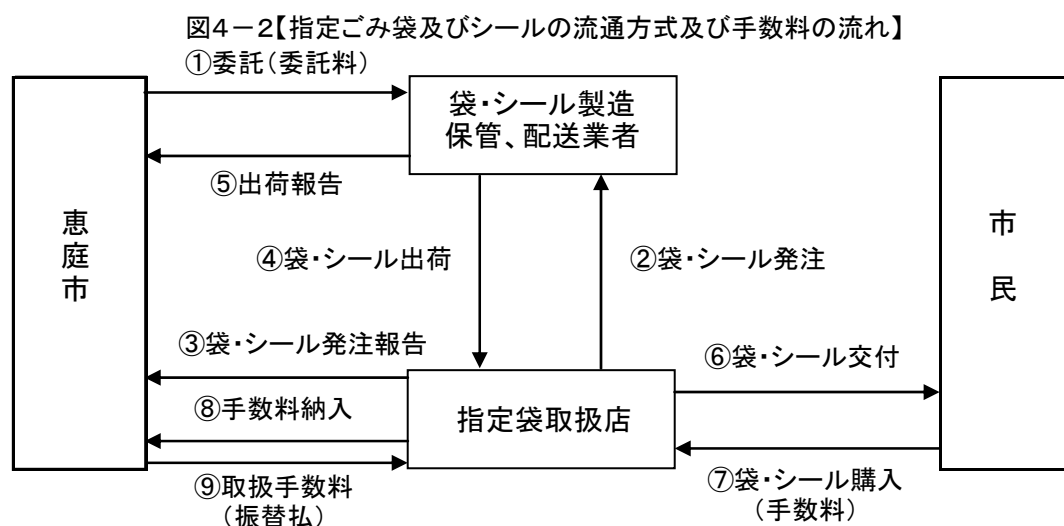 図4-2【指定ごみ袋及びシールの流通方式及び手数料の流れ】
①委託(委託料)
袋・シール製造
保管、配送業者
⑤出荷報告
恵庭市
④袋・シール出荷
②袋・シール発注
市民
③袋・シール発注報告
⑥袋・シール交付
⑧手数料納入
指定袋取扱店
⑨取扱手数料
(振替払)
⑦袋・シール購入
(手数料)